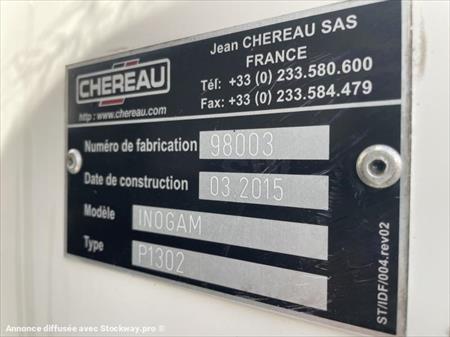 CHEREAU
http : www.chereau.com
Jean CHEREAU SAS
FRANCE
Tél: +33 (0) 233.580.600
Fax: +33 (0) 233.584.479
Numéro de fabrication 98003
Date de construction 03.2015
Modèle INOGAM
Type P1302
ST/IDF/004.rev02
Annonce diffusée avec Stockway.pro ®